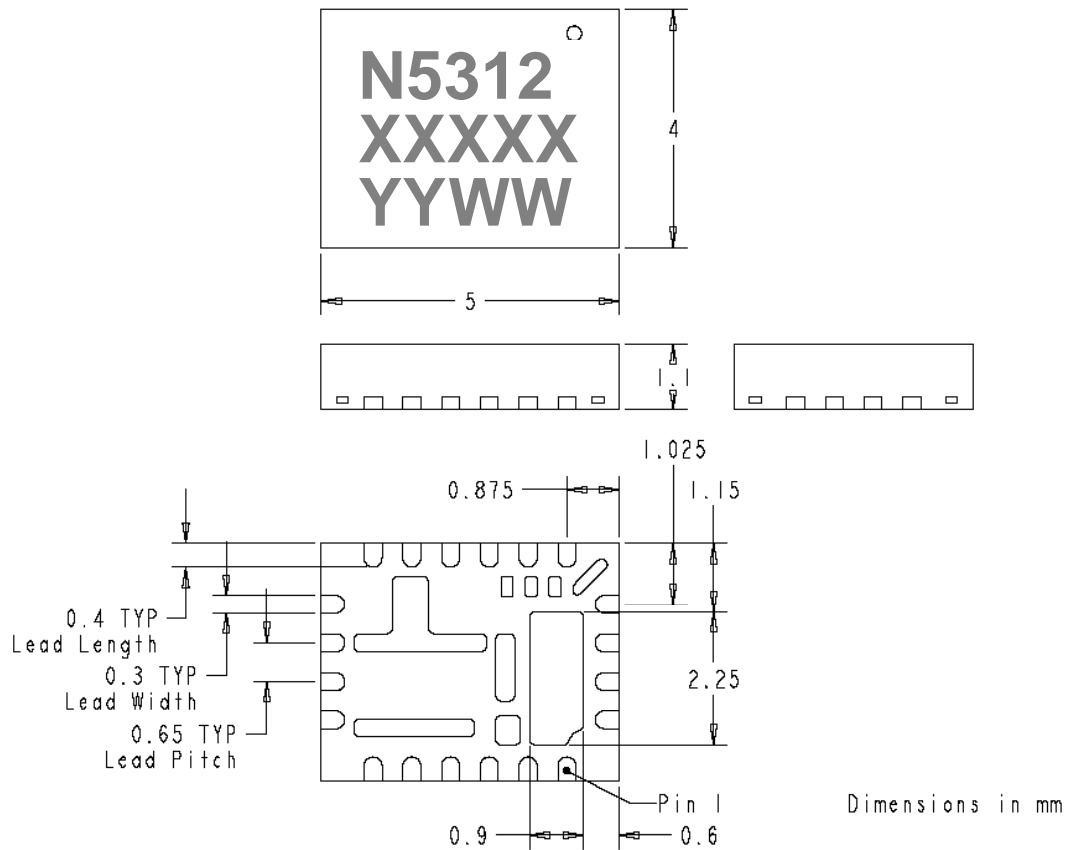 N5312
XXXXX
YYWW
4
5
1.1
1.025
0.875
1.15
0.4 TYP
Lead Length
0.3 TYP
Lead Width
0.65 TYP
Lead Pitch
2.25
Pin 1
Dimensions in mm
0.9
0.6